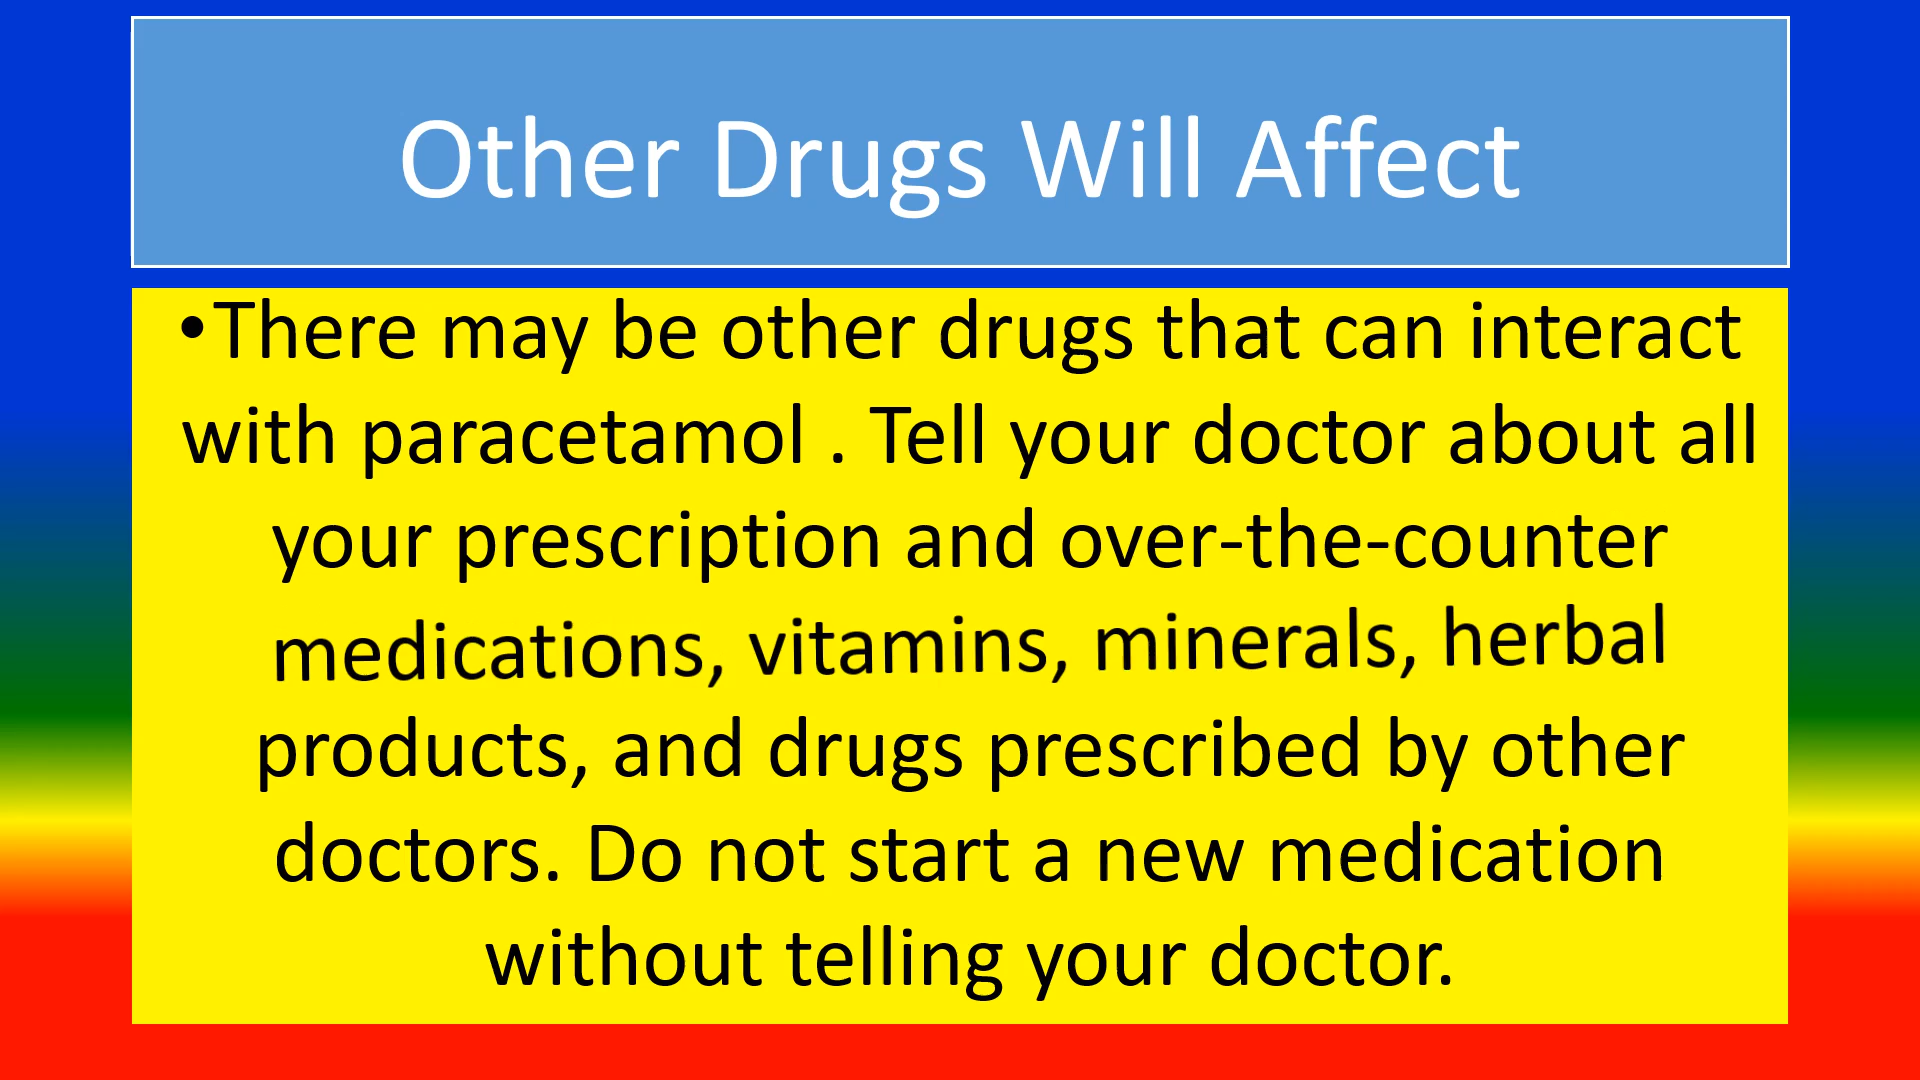 Other Drugs Will Affect
•There may be other drugs that can interact
with paracetamol . Tell your doctor about all
your prescription and over-the-counter
medications, vitamins, minerals, herbal
products, and drugs prescribed by other
doctors. Do not start a new medication
without telling your doctor.